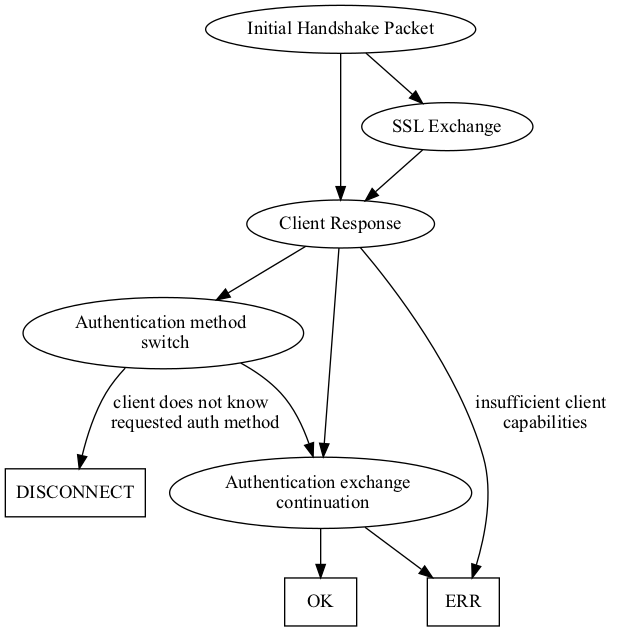 Initial Handshake Packet
SSL Exchange
Client Response
Authentication method
switch
client does not know
requested auth method
insufficient client
capabilities
DISCONNECT
Authentication exchange
continuation
OK
ERR